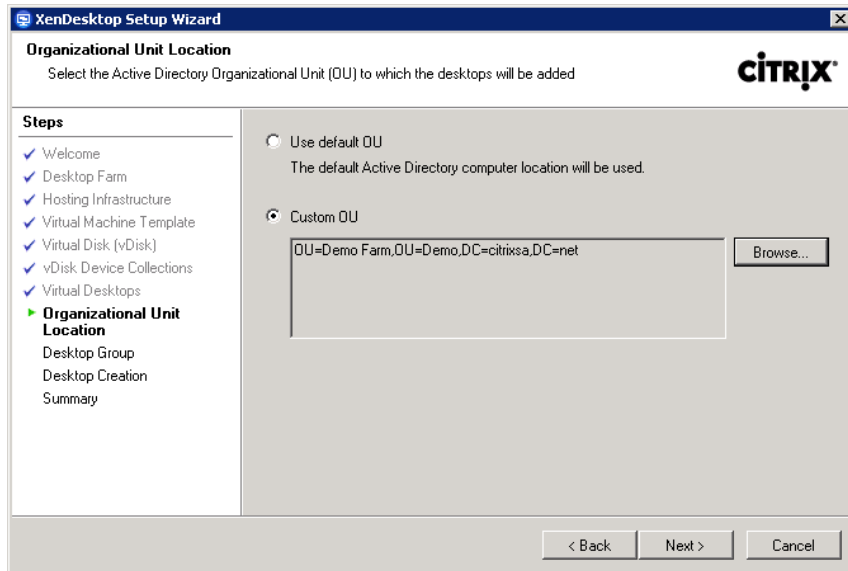 XenDesktop Setup Wizard
Organizational Unit Location
Select the Active Directory Organizational Unit (OU) to which the desktops will be added
CİTRIX
Steps
Welcome
Desktop Farm
Hosting Infrastructure
Virtual Machine Template
Virtual Disk (vDisk)
vDisk Device Collections
Virtual Desktops
Organizational Unit
Location
Desktop Group
Desktop Creation
Summary
Use default OU
The default Active Directory computer location will be used.
Custom OU
OU=Demo Farm,OU=Demo,DC=citrixsa,DC=net
Browse...
< Back
Next >
Cancel